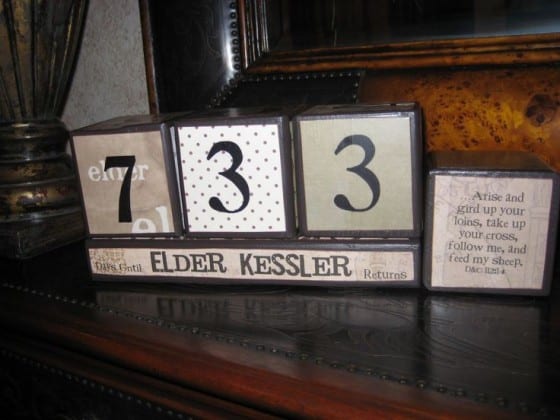 elder
el
7 3 3
Days Until ELDER KESSLER Returns
...Arise and
gird up your
loins, take up
your cross,
follow me, and
feed my sheep.
D&C 112:14